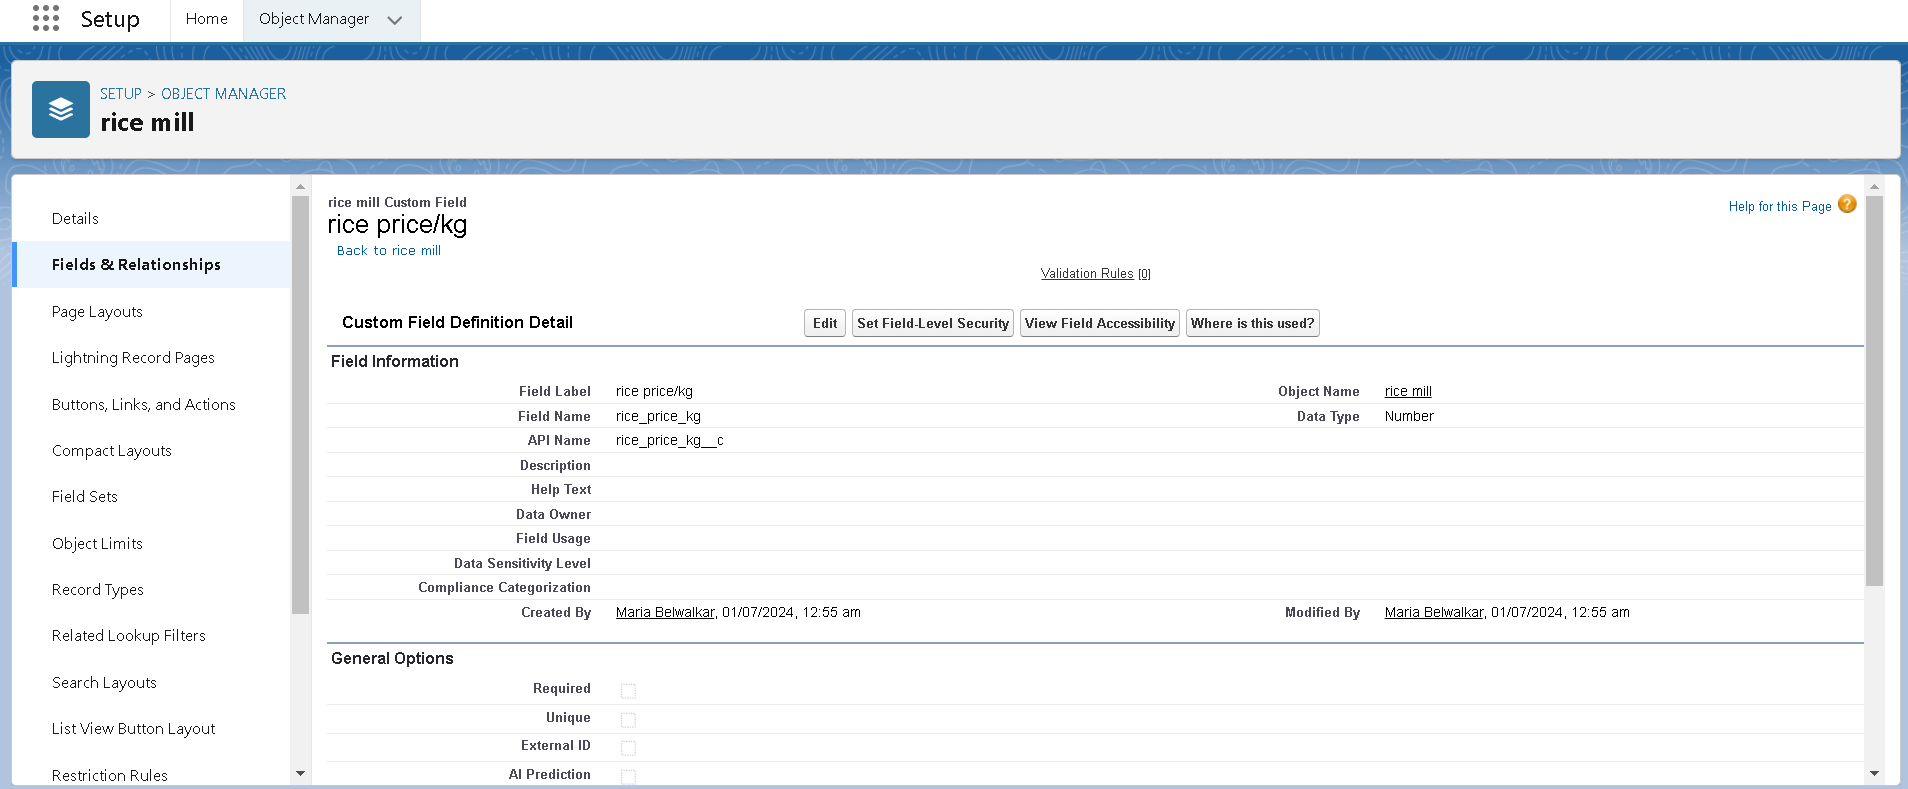 Setup
Home
Object Manager
SETUP > OBJECT MANAGER
rice mill
Details
Fields & Relationships
Page Layouts
Lightning Record Pages
Buttons, Links, and Actions
Compact Layouts
Field Sets
Object Limits
Record Types
Related Lookup Filters
Search Layouts
List View Button Layout
Restriction Rules
rice mill Custom Field
rice price/kg
Back to rice mill
Help for this Page ?
Validation Rules [0]
Custom Field Definition Detail
Edit
Set Field-Level Security
View Field Accessibility
Where is this used?
Field Information
Field Label rice price/kg Object Name rice mill
Field Name rice_price_kg Data Type Number
API Name rice_price_kg__c
Description
Help Text
Data Owner
Field Usage
Data Sensitivity Level
Compliance Categorization
Created By Maria Belwalkar, 01/07/2024, 12:55 am Modified By Maria Belwalkar, 01/07/2024, 12:55 am
General Options
Required
Unique
External ID
AI Prediction